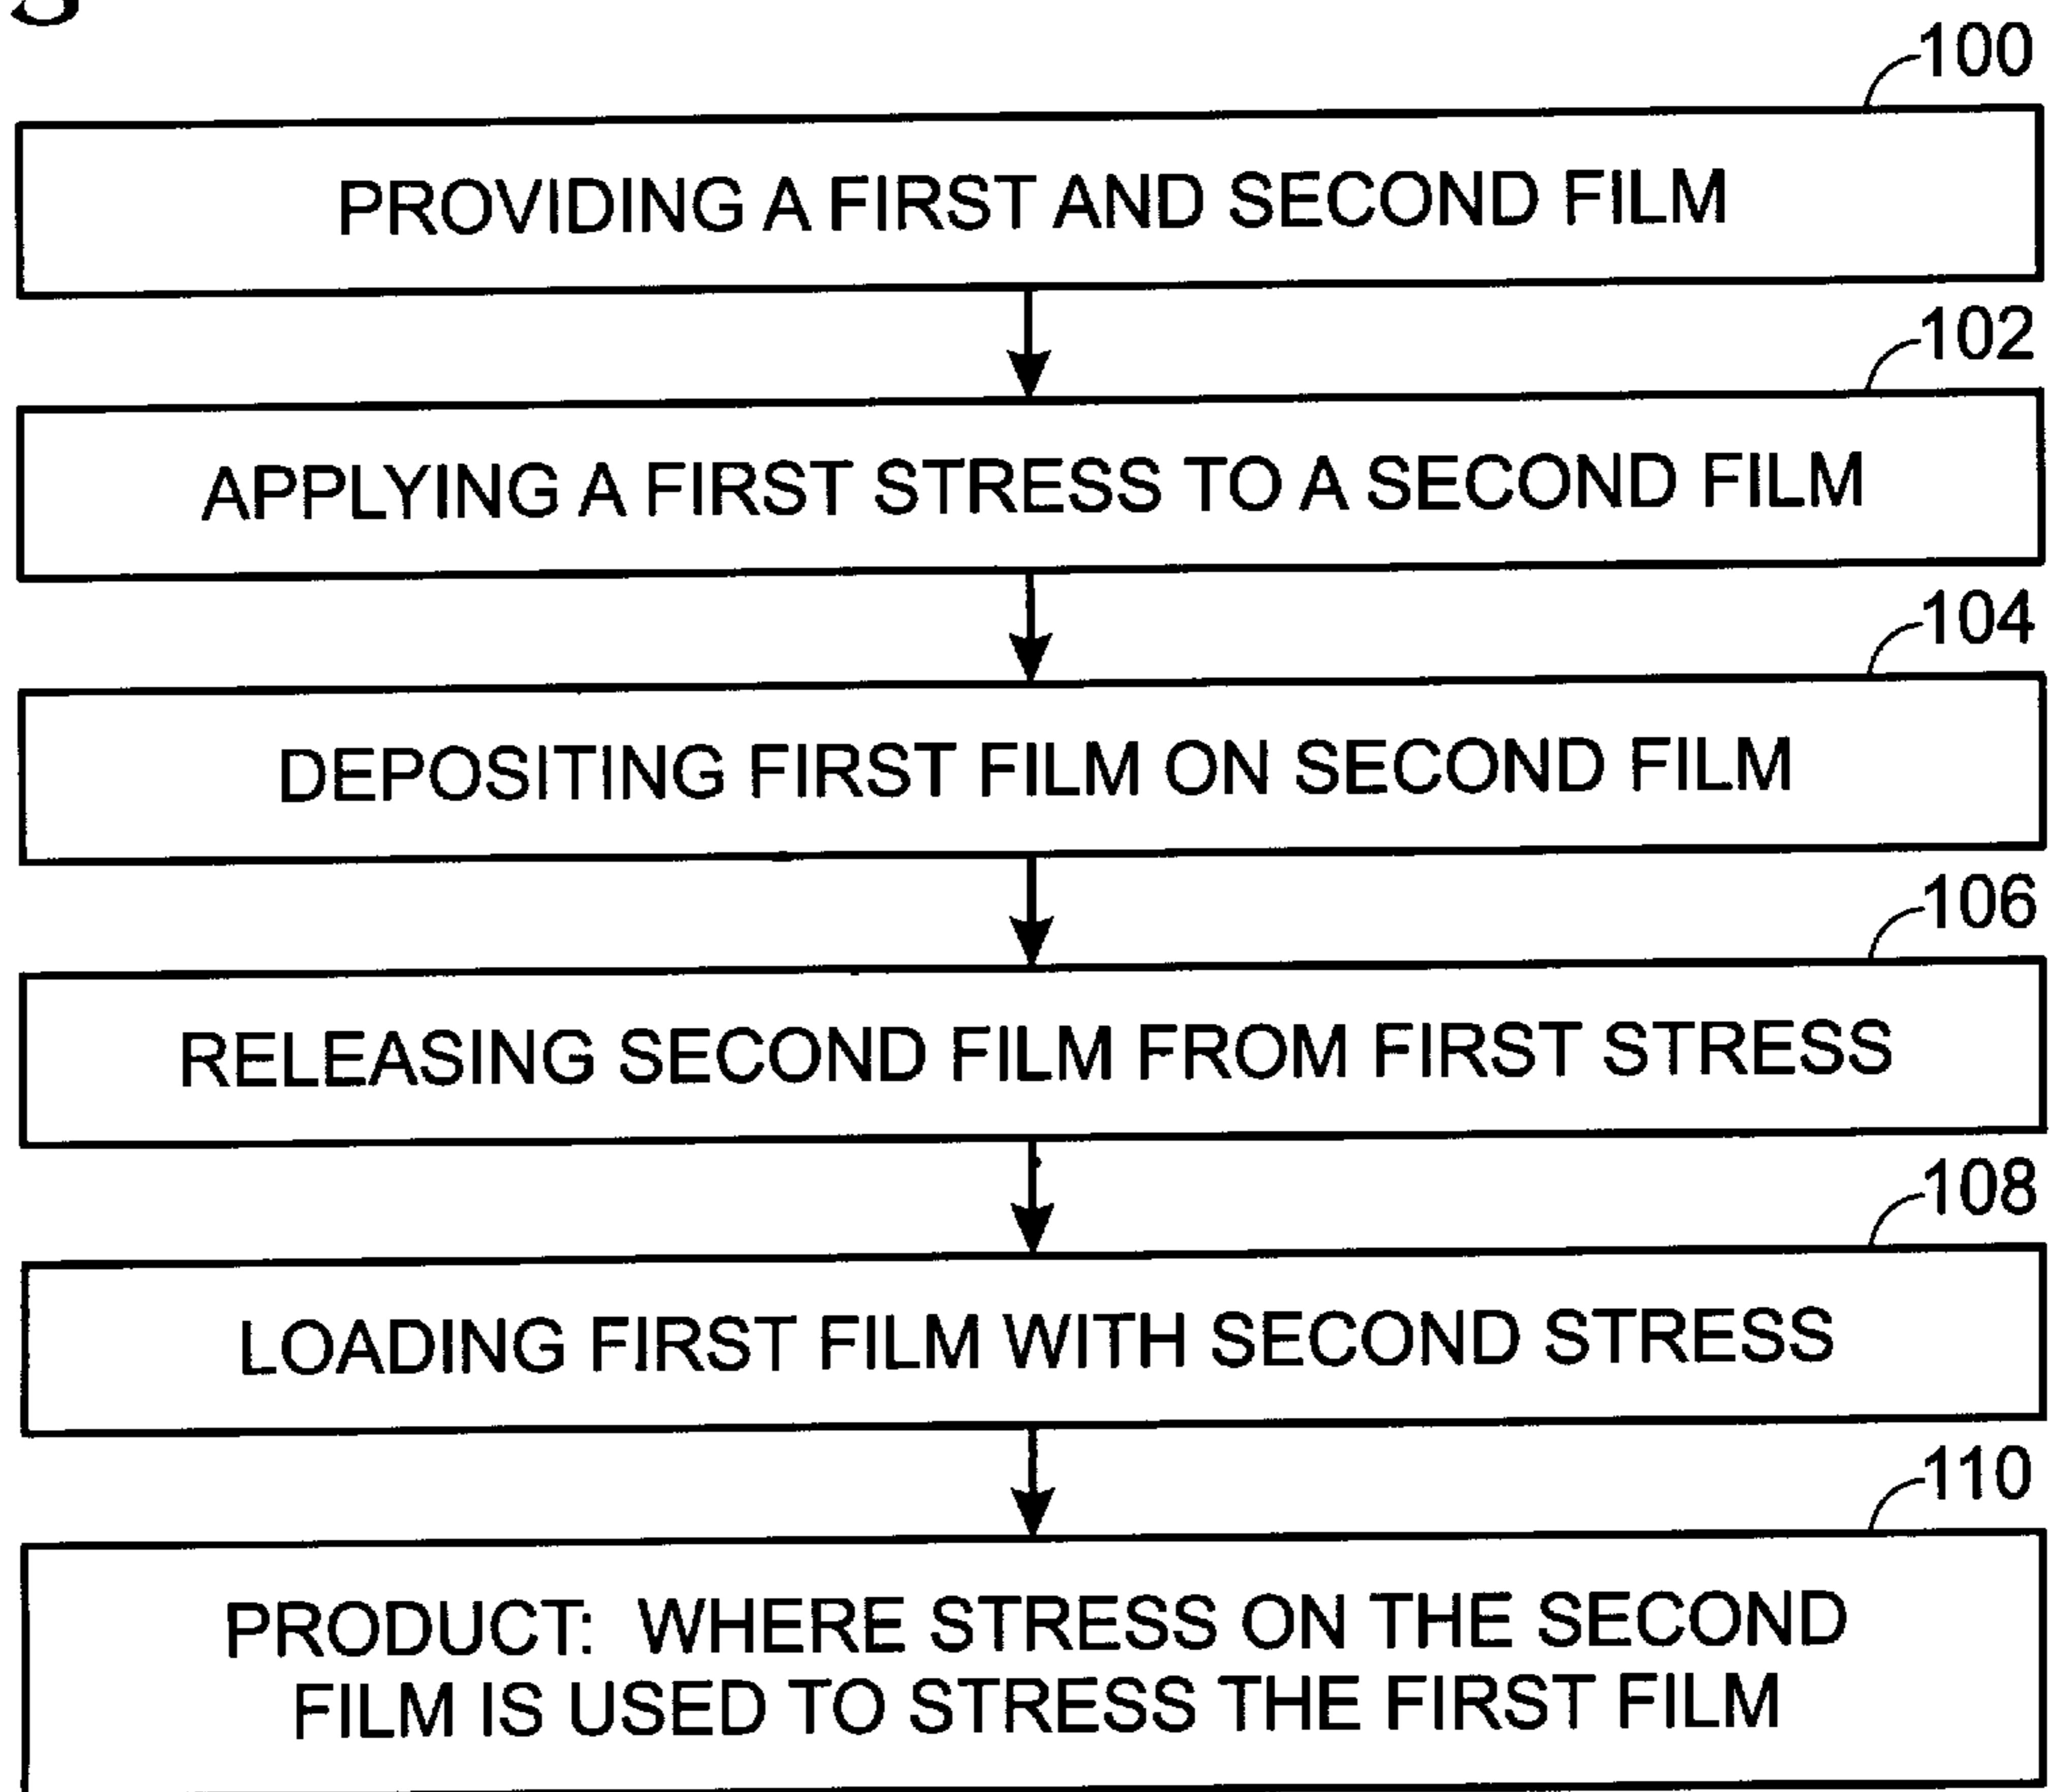 100
PROVIDING A FIRST AND SECOND FILM
102
APPLYING A FIRST STRESS TO A SECOND FILM
104
DEPOSITING FIRST FILM ON SECOND FILM
106
RELEASING SECOND FILM FROM FIRST STRESS
108
LOADING FIRST FILM WITH SECOND STRESS
110
PRODUCT: WHERE STRESS ON THE SECOND
FILM IS USED TO STRESS THE FIRST FILM